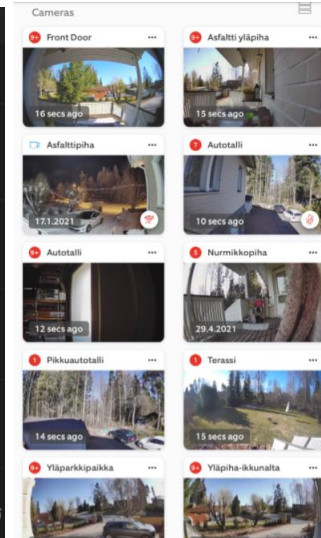 Cameras
9+ Front Door
16 secs ago
9+ Asfaltti yläpiha
15 secs ago
Asfalttipiha
17.1.2021
7 Autotalli
10 secs ago
9+ Autotalli
12 secs ago
5 Nurmikkopiha
29.4.2021
1 Pikkuautotalli
14 secs ago
1 Terassi
15 secs ago
9+ Yläparkkipaikka
9+ Yläpiha-ikkunalta